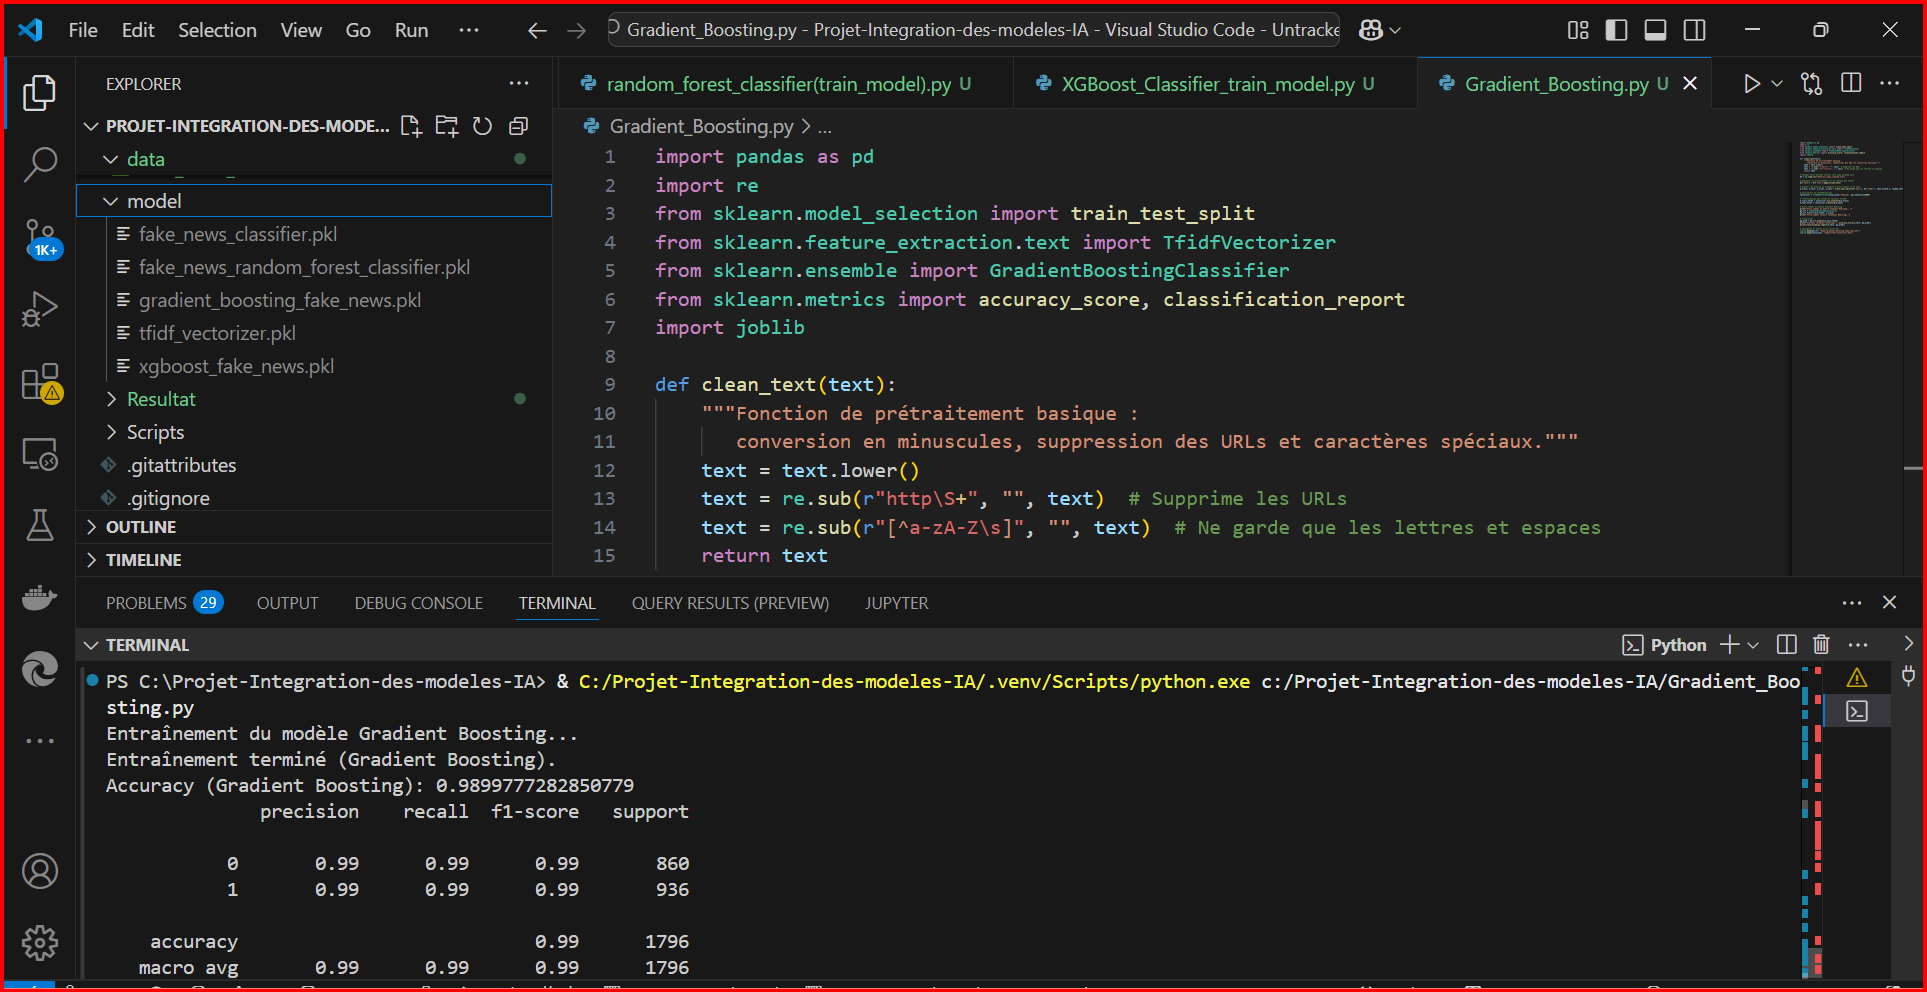 File Edit Selection View Go Run ...
Gradient_Boosting.py - Projet-Integration-des-modeles-IA - Visual Studio Code - Untracke
EXPLORER
PROJET-INTEGRATION-DES-MODE...
data
model
fake_news_classifier.pkl
fake_news_random_forest_classifier.pkl
gradient_boosting_fake_news.pkl
tfidf_vectorizer.pkl
xgboost_fake_news.pkl
Resultat
Scripts
.gitattributes
.gitignore
OUTLINE
TIMELINE
1K+
random_forest_classifier(train_model).py U
XGBoost_Classifier_train_model.py U
Gradient_Boosting.py U
Gradient_Boosting.py > ...
1 import pandas as pd
2 import re
3 from sklearn.model_selection import train_test_split
4 from sklearn.feature_extraction.text import TfidfVectorizer
5 from sklearn.ensemble import GradientBoostingClassifier
6 from sklearn.metrics import accuracy_score, classification_report
7 import joblib
8
9 def clean_text(text):
10 """Fonction de prétraitement basique :
11 conversion en minuscules, suppression des URLs et caractères spéciaux."""
12 text = text.lower()
13 text = re.sub(r"http\S+", "", text) # Supprime les URLs
14 text = re.sub(r"[^a-zA-Z\s]", "", text) # Ne garde que les lettres et espaces
15 return text
PROBLEMS 29 OUTPUT DEBUG CONSOLE TERMINAL QUERY RESULTS (PREVIEW) JUPYTER
TERMINAL
Python
PS C:\Projet-Integration-des-modeles-IA> & C:/Projet-Integration-des-modeles-IA/.venv/Scripts/python.exe c:/Projet-Integration-des-modeles-IA/Gradient_Boo
sting.py
Entraînement du modèle Gradient Boosting...
Entraînement terminé (Gradient Boosting).
Accuracy (Gradient Boosting): 0.9899777282850779
precision recall f1-score support
0 0.99 0.99 0.99 860
1 0.99 0.99 0.99 936
accuracy 0.99 1796
macro avg 0.99 0.99 0.99 1796